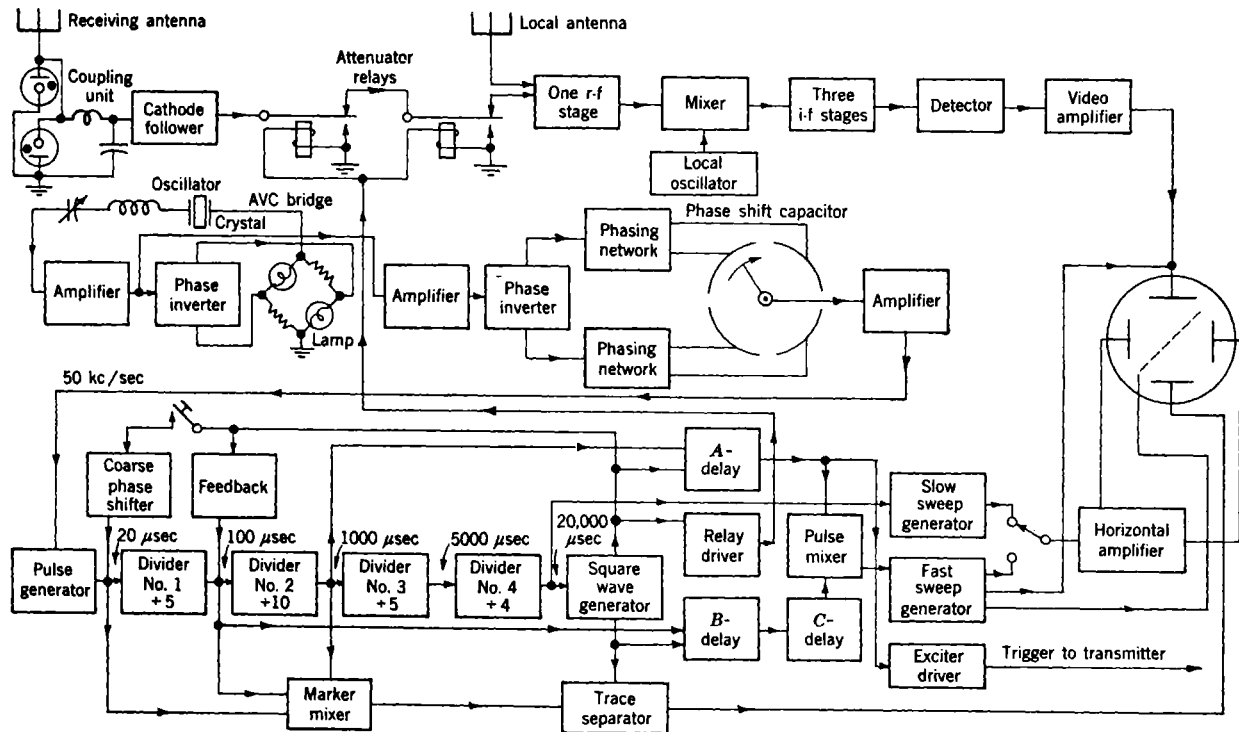 Receiving antenna
Local antenna
Coupling
unit
Cathode
follower
Attenuator
relays
One r-f
stage
Mixer
Three
i-f stages
Detector
Video
amplifier
Local
oscillator
Oscillator
Crystal
AVC bridge
Amplifier
Phase
inverter
Lamp
Amplifier
Phase
inverter
Phasing
network
Phasing
network
Phase shift capacitor
Amplifier
50 kc/sec
Coarse
phase
shifter
Feedback
A-
delay
Slow
sweep
generator
Relay
driver
Pulse
mixer
Horizontal
amplifier
Pulse
generator
20 μsec
Divider
No. 1
÷5
100 μsec
Divider
No. 2
÷10
1000 μsec
Divider
No. 3
÷5
5000 μsec
Divider
No. 4
÷4
20,000
μsec
Square
wave
generator
Fast
sweep
generator
B-
delay
C-
delay
Exciter
driver
Trigger to transmitter
Marker
mixer
Trace
separator